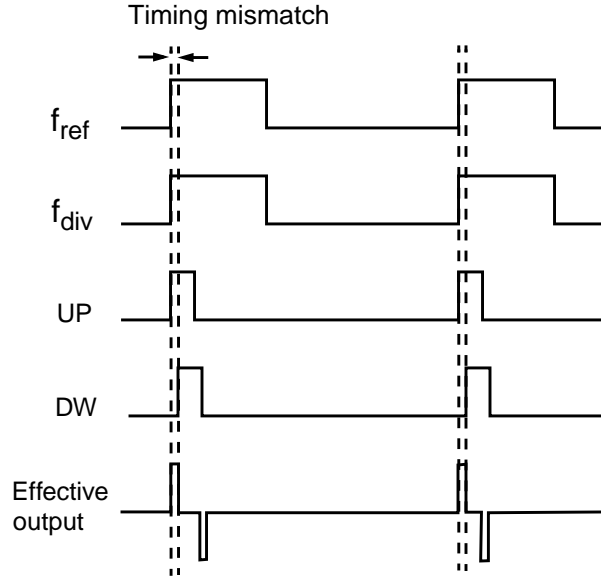 Timing mismatch
f_ref
f_div
UP
DW
Effective
output